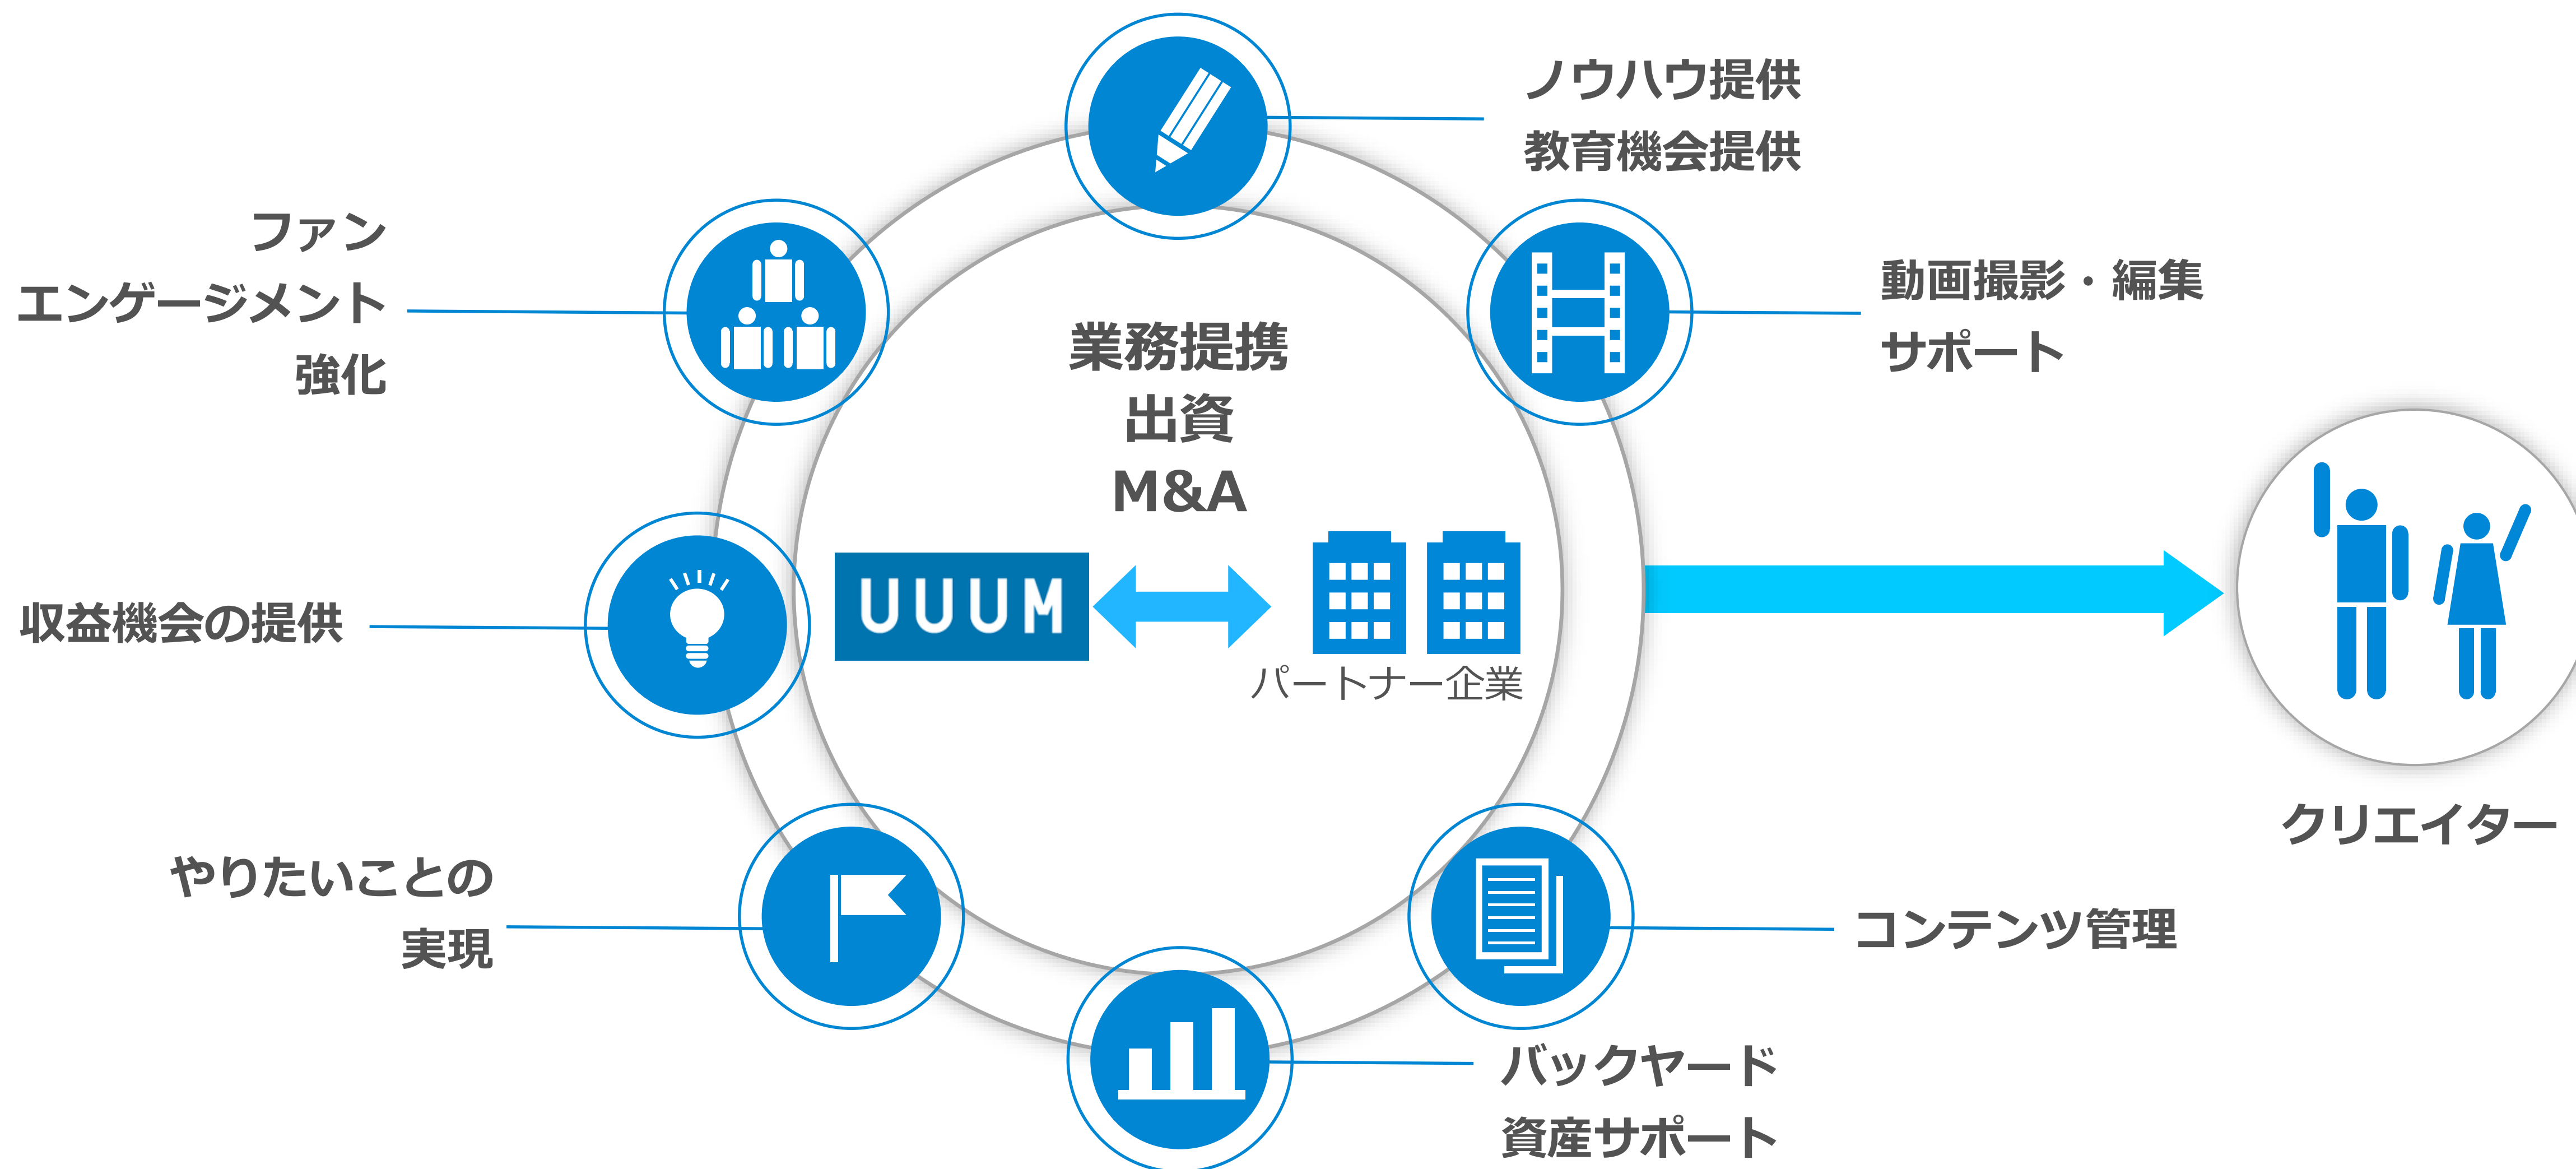 ノウハウ提供
教育機会提供
ファン
エンゲージメント
強化
動画撮影・編集
サポート
業務提携
出資
M&A
UUUM
パートナー企業
収益機会の提供
クリエイター
やりたいことの
実現
コンテンツ管理
バックヤード
資産サポート